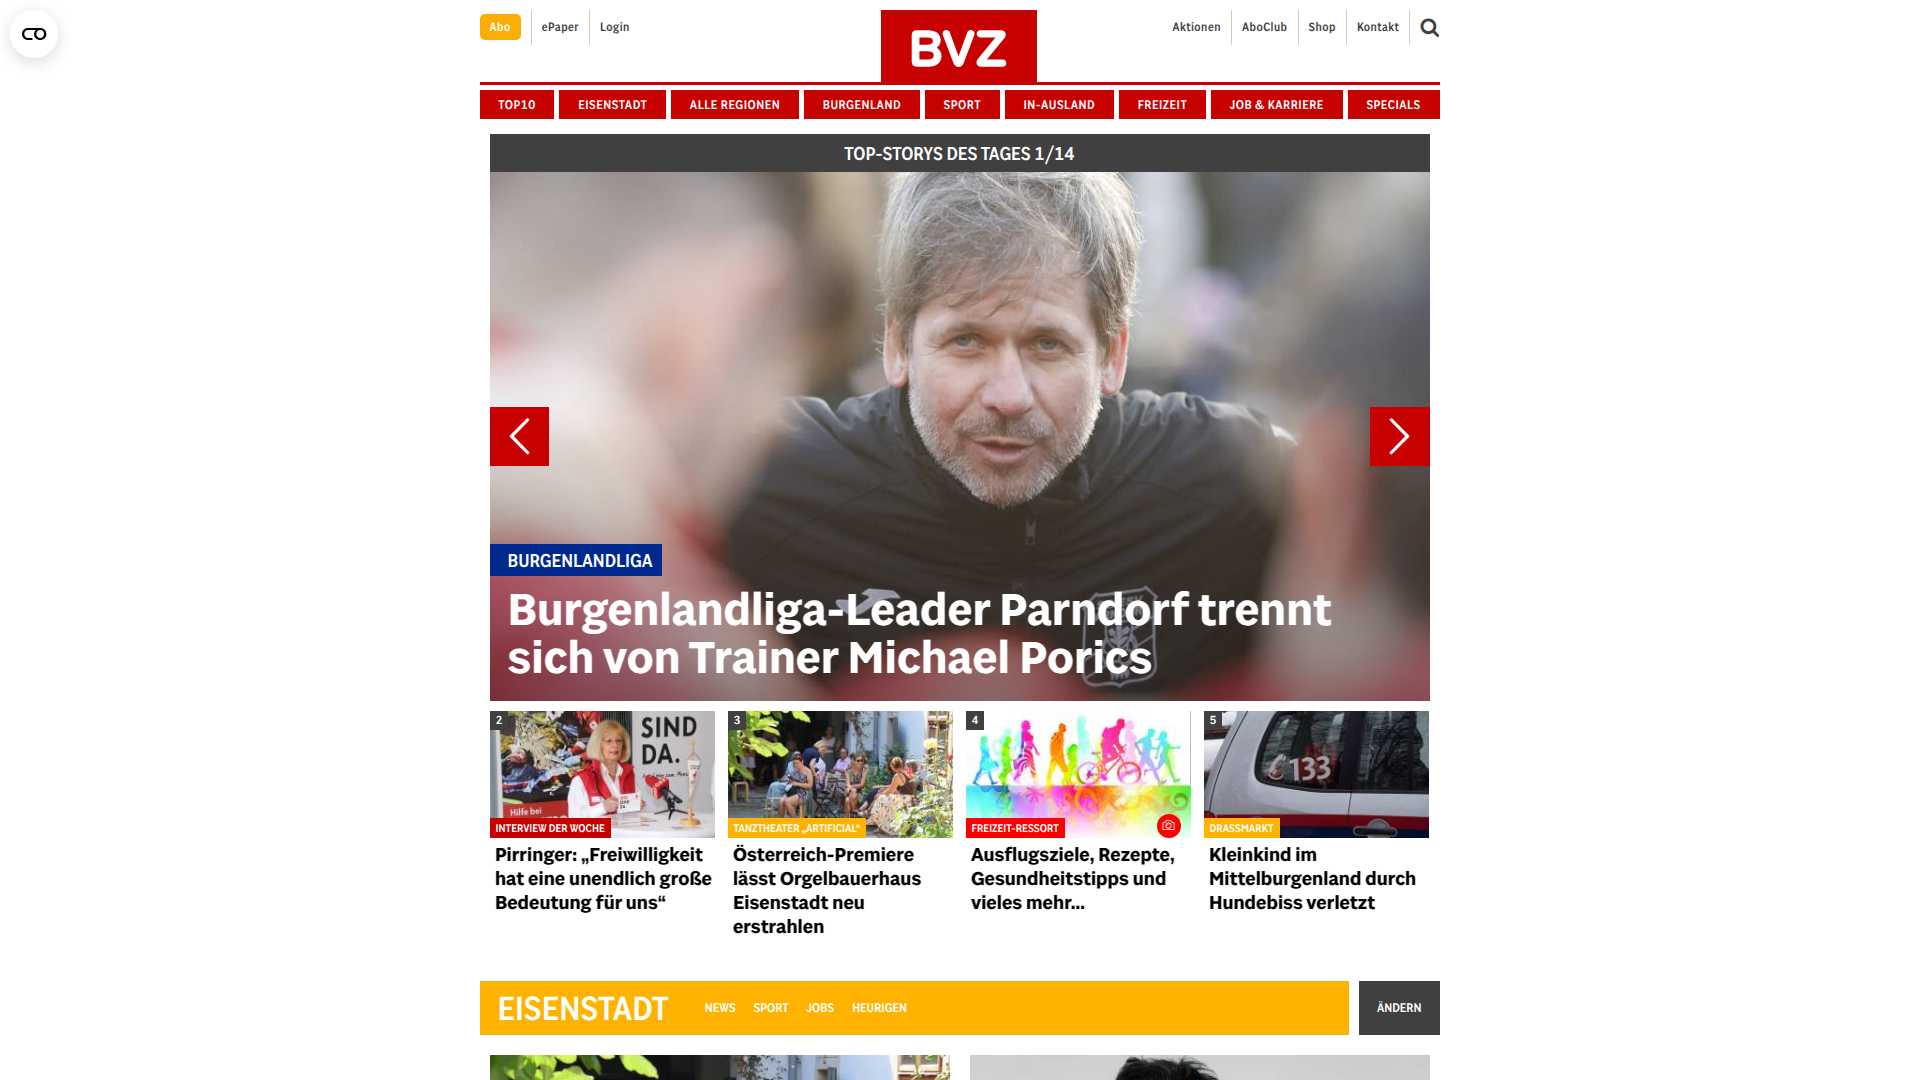 Abo
ePaper
Login
BVZ
Aktionen
AboClub
Shop
Kontakt
TOP10
EISENSTADT
ALLE REGIONEN
BURGENLAND
SPORT
IN-AUSLAND
FREIZEIT
JOB & KARRIERE
SPECIALS
TOP-STORYS DES TAGES 1/14
BURGENLANDLIGA
Burgenlandliga-Leader Parndorf trennt
sich von Trainer Michael Porics
2
SIND
DA.
Hilfe bei
INTERVIEW DER WOCHE
Pirringer: „Freiwilligkeit
hat eine unendlich große
Bedeutung für uns“
3
TANZTHEATER „ARTIFICIAL“
Österreich-Premiere
lässt Orgelbauerhaus
Eisenstadt neu
erstrahlen
4
FREIZEIT-RESSORT
Ausflugsziele, Rezepte,
Gesundheitstipps und
vieles mehr...
5
133
DRASSMARKT
Kleinkind im
Mittelburgenland durch
Hundebiss verletzt
EISENSTADT
NEWS
SPORT
JOBS
HEURIGEN
ÄNDERN